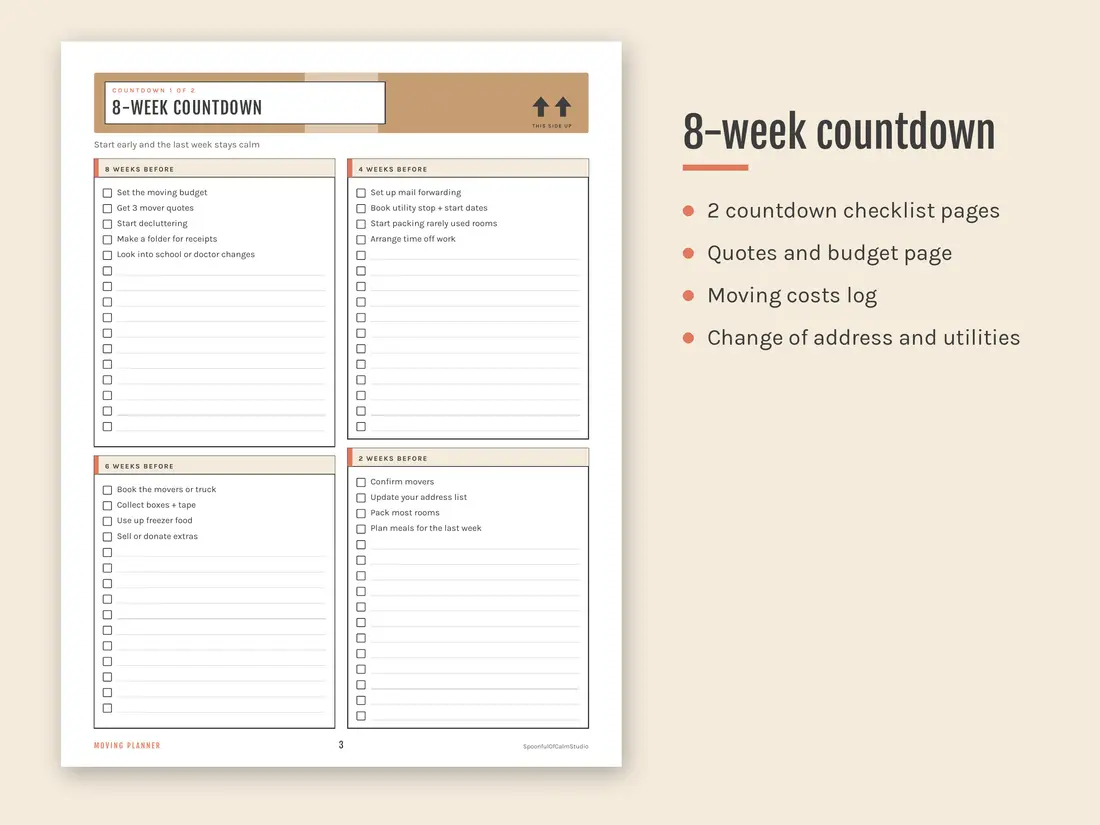 COUNTDOWN 1 OF 2
8-WEEK COUNTDOWN
THIS SIDE UP
Start early and the last week stays calm
8 WEEKS BEFORE
Set the moving budget
Get 3 mover quotes
Start decluttering
Make a folder for receipts
Look into school or doctor changes
6 WEEKS BEFORE
Book the movers or truck
Collect boxes + tape
Use up freezer food
Sell or donate extras
4 WEEKS BEFORE
Set up mail forwarding
Book utility stop + start dates
Start packing rarely used rooms
Arrange time off work
2 WEEKS BEFORE
Confirm movers
Update your address list
Pack most rooms
Plan meals for the last week
MOVING PLANNER
3
SpoonfulOfCalmStudio
8-week countdown
2 countdown checklist pages
Quotes and budget page
Moving costs log
Change of address and utilities